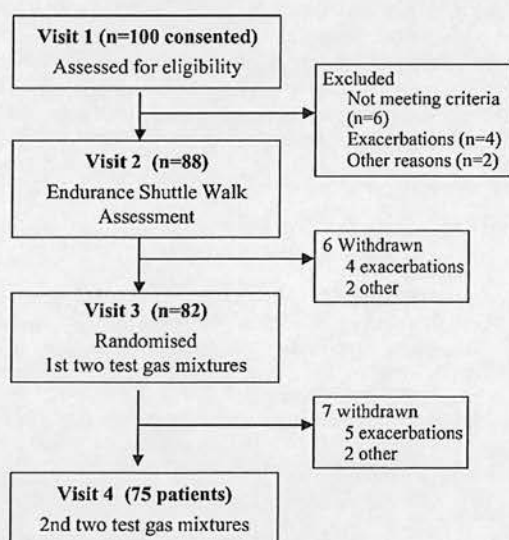 Visit 1 (n=100 consented)
Assessed for eligibility
Excluded
Not meeting criteria
(n=6)
Exacerbations (n=4)
Other reasons (n=2)
Visit 2 (n=88)
Endurance Shuttle Walk
Assessment
6 Withdrawn
4 exacerbations
2 other
Visit 3 (n=82)
Randomised
1st two test gas mixtures
7 withdrawn
5 exacerbations
2 other
Visit 4 (75 patients)
2nd two test gas mixtures